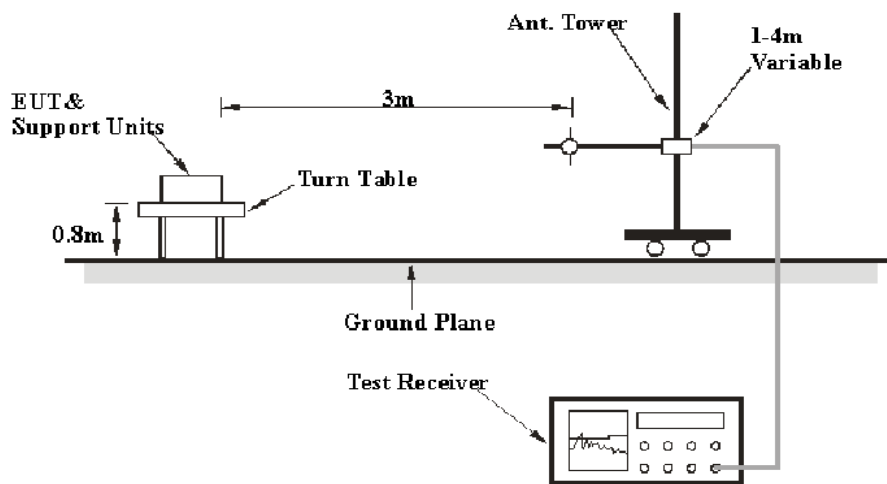 Ant. Tower
1-4m
Variable
3m
EUT &
Support Units
Turn Table
0.8m
Ground Plane
Test Receiver